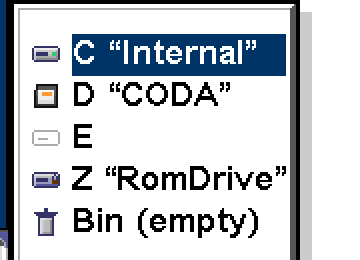 C “Internal”
D “CODA”
E
Z “RomDrive”
Bin (empty)